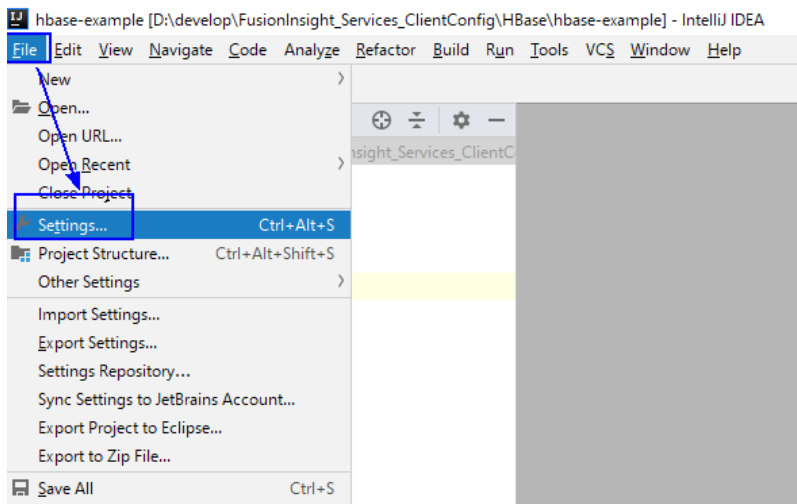 IJ hbase-example [D:\develop\FusionInsight_Services_ClientConfig\HBase\hbase-example] - IntelliJ IDEA
File Edit View Navigate Code Analyze Refactor Build Run Tools VCS Window Help
New
Open...
Open URL...
nsight_Services_ClientC
Open Recent
Close Project
Settings... Ctrl+Alt+S
Project Structure... Ctrl+Alt+Shift+S
Other Settings
Import Settings...
Export Settings...
Settings Repository...
Sync Settings to JetBrains Account...
Export Project to Eclipse...
Export to Zip File...
Save All Ctrl+S